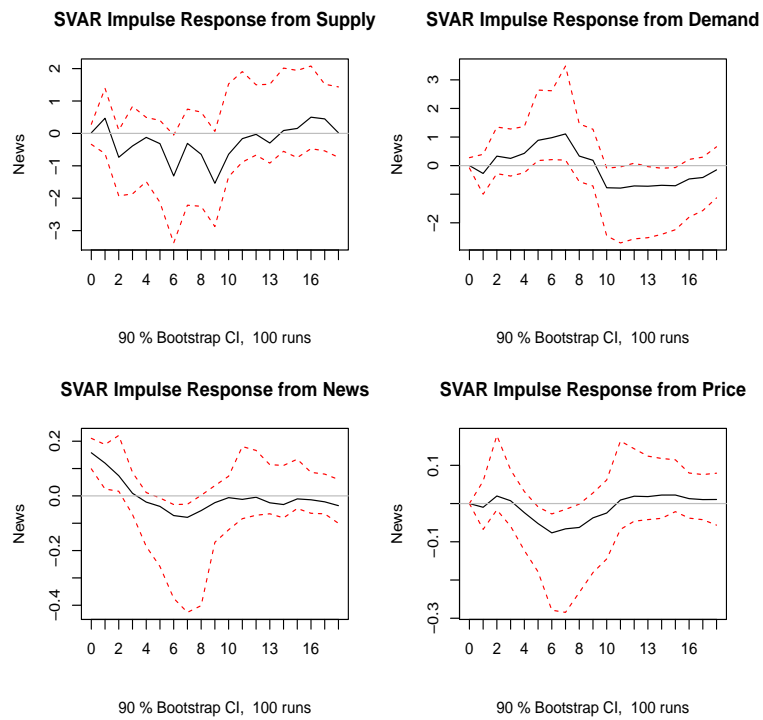 SVAR Impulse Response from Supply
News
2
1
0
−1
−2
−3
0 2 4 6 8 10 13 16
90 % Bootstrap CI, 100 runs
SVAR Impulse Response from Demand
News
3
1
0
−2
0 2 4 6 8 10 13 16
90 % Bootstrap CI, 100 runs
SVAR Impulse Response from News
News
0.2
0.0
−0.2
−0.4
0 2 4 6 8 10 13 16
90 % Bootstrap CI, 100 runs
SVAR Impulse Response from Price
News
0.1
−0.1
−0.3
0 2 4 6 8 10 13 16
90 % Bootstrap CI, 100 runs